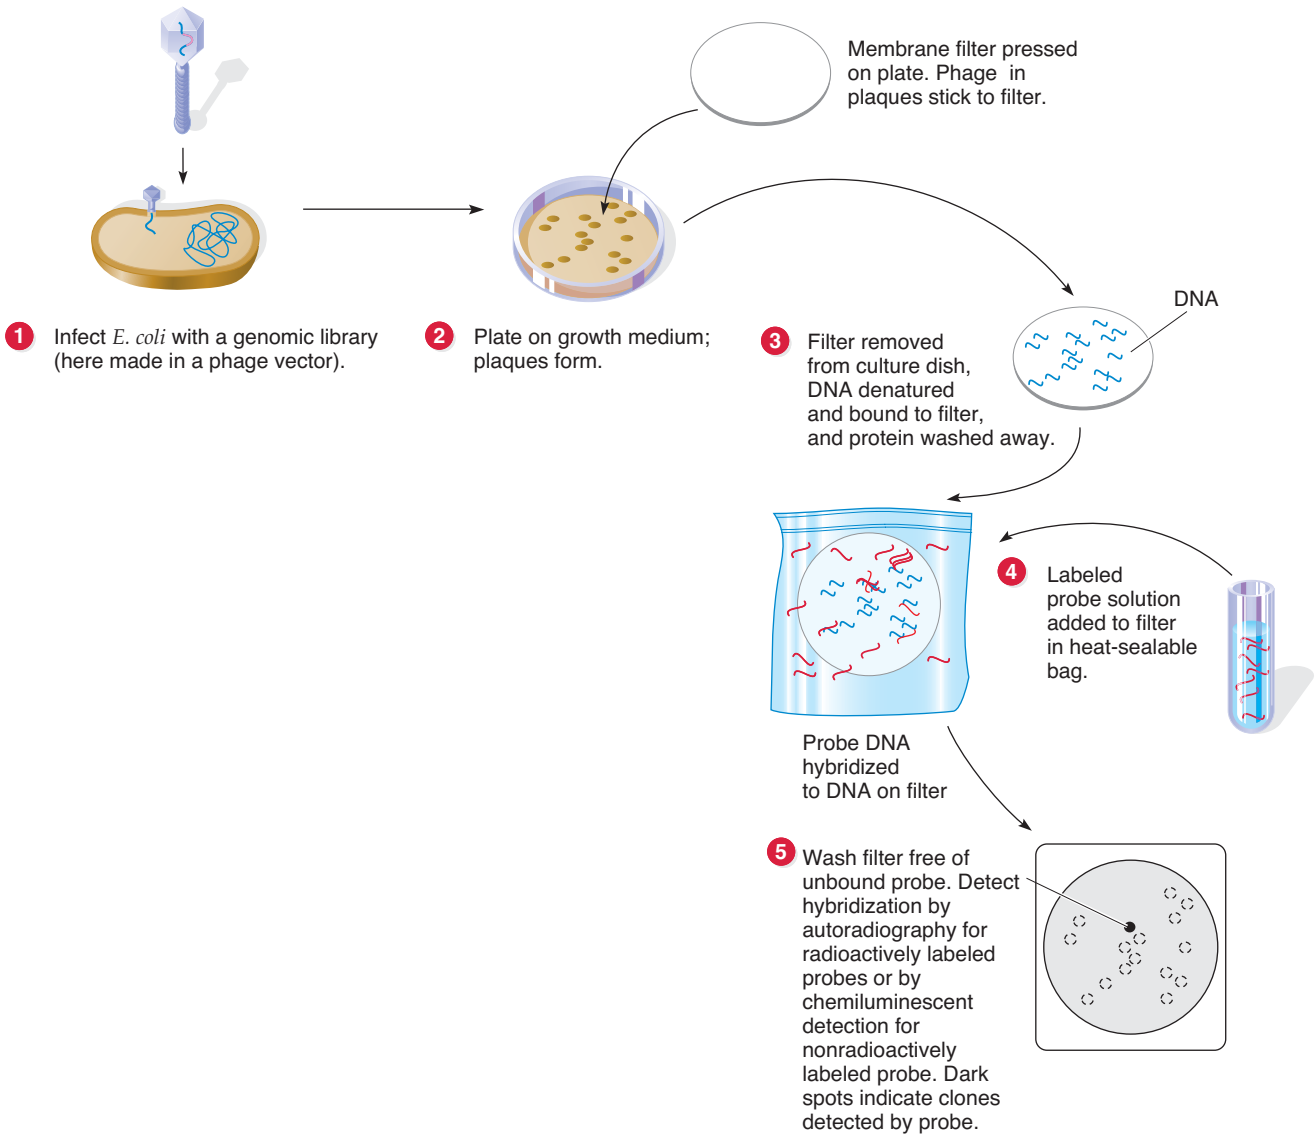 Membrane filter pressed
on plate. Phage in
plaques stick to filter.
1 Infect E. coli with a genomic library
(here made in a phage vector).
2 Plate on growth medium;
plaques form.
3 Filter removed
from culture dish,
DNA denatured
and bound to filter,
and protein washed away.
DNA
4 Labeled
probe solution
added to filter
in heat-sealable
bag.
Probe DNA
hybridized
to DNA on filter
5 Wash filter free of
unbound probe. Detect
hybridization by
autoradiography for
radioactively labeled
probes or by
chemiluminescent
detection for
nonradioactively
labeled probe. Dark
spots indicate clones
detected by probe.